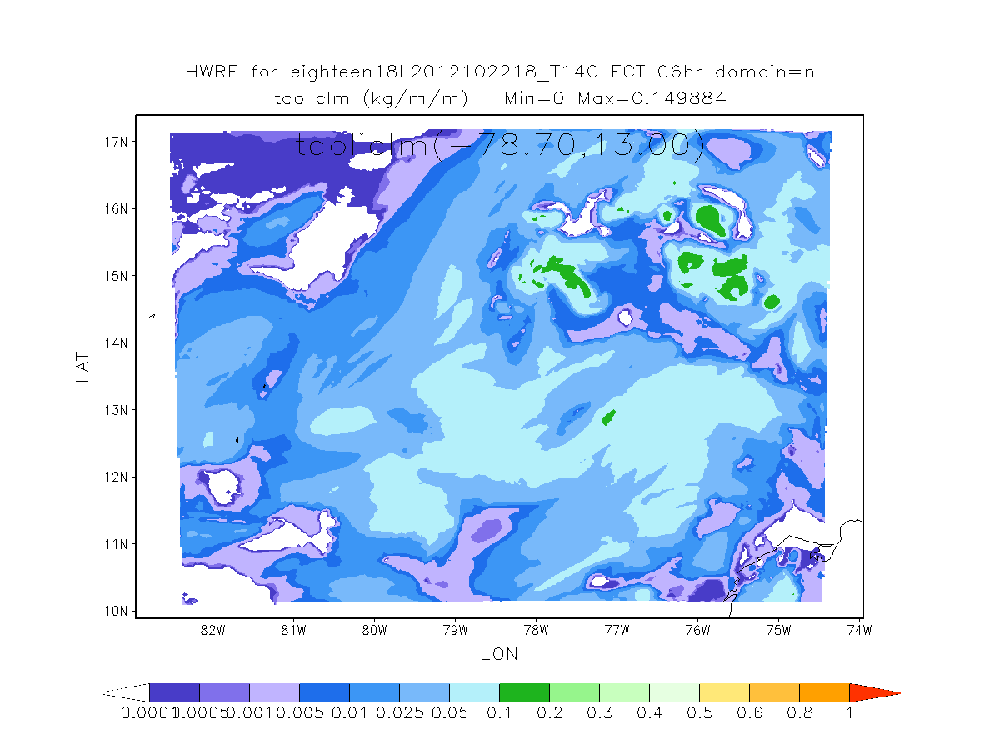 HWRF for eighteen18l.2012102218_T14C FCT 06hr domain=n
tcoliclm (kg/m/m) Min=0 Max=0.149884
tcoliclm(-78.70,13.00)
17N
16N
15N
14N
13N
12N
11N
10N
LAT
82W 81W 80W 79W 78W 77W 76W 75W 74W
LON
0.0001 0.0005 0.001 0.005 0.01 0.025 0.05 0.1 0.2 0.3 0.4 0.5 0.6 0.8 1